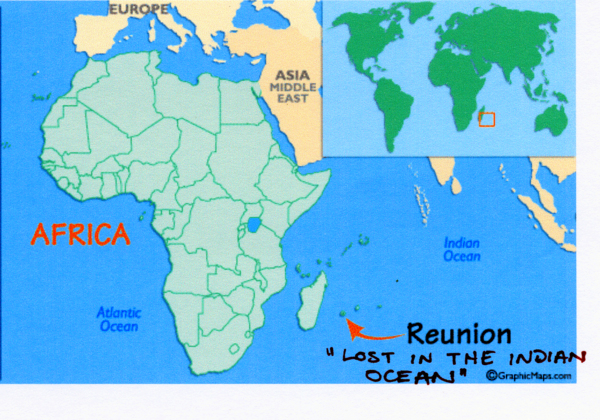 EUROPE
ASIA
MIDDLE
EAST
AFRICA
Indian
Ocean
Atlantic
Ocean
Reunion
"LOST IN THE INDIAN
OCEAN"
©GraphicMaps.com